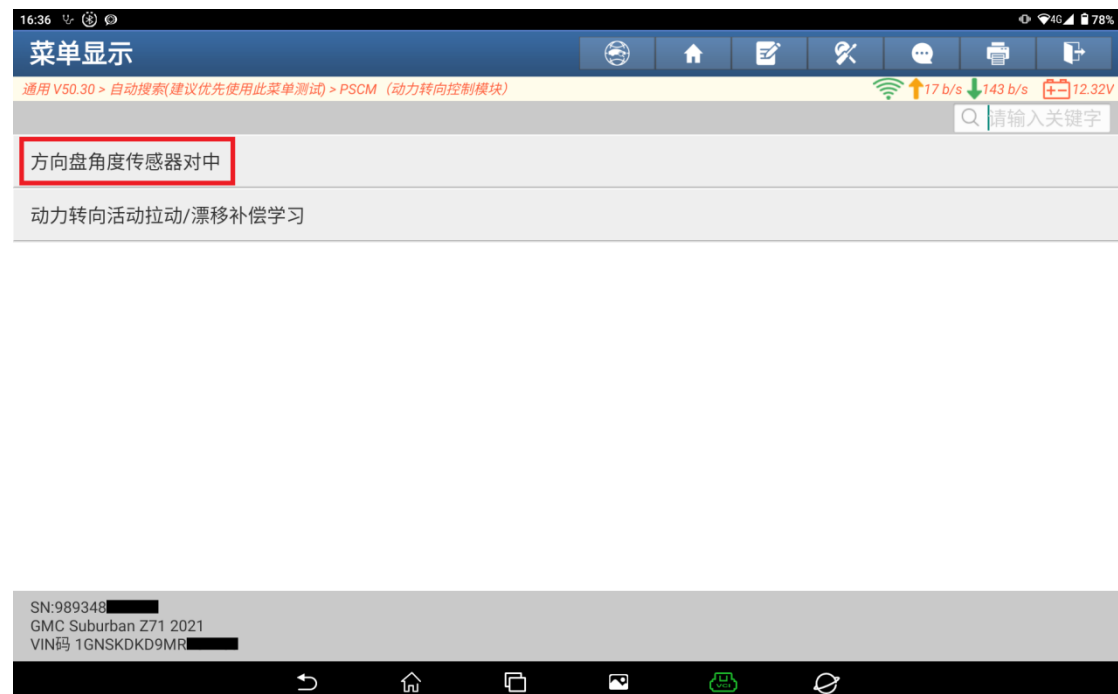 16:36 4G 78%
菜单显示
通用 V50.30 > 自动搜索(建议优先使用此菜单测试) > PSCM（动力转向控制模块） 17 b/s 143 b/s 12.32V
请输入关键字
方向盘角度传感器对中
动力转向活动拉动/漂移补偿学习
SN:989348
GMC Suburban Z71 2021
VIN码 1GNSKDKD9MR
VCI